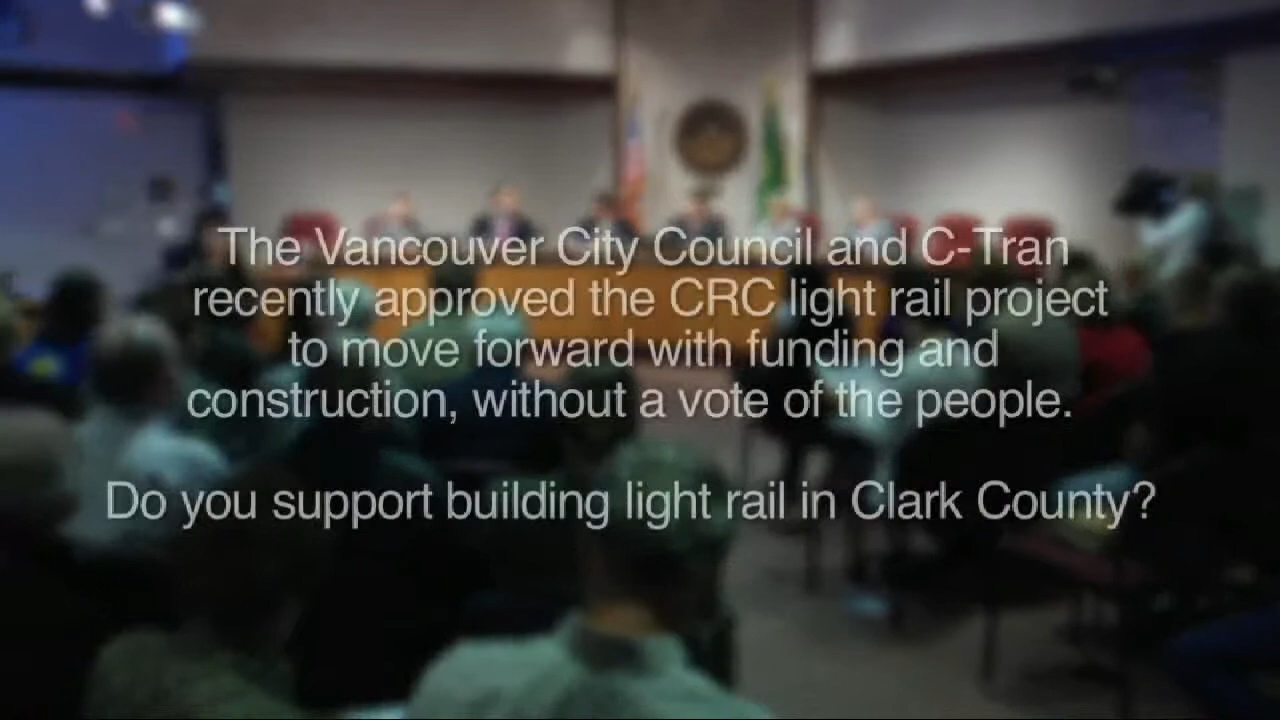 The Vancouver City Council and C-Tran
recently approved the CRC light rail project
to move forward with funding and
construction, without a vote of the people.
Do you support building light rail in Clark County?